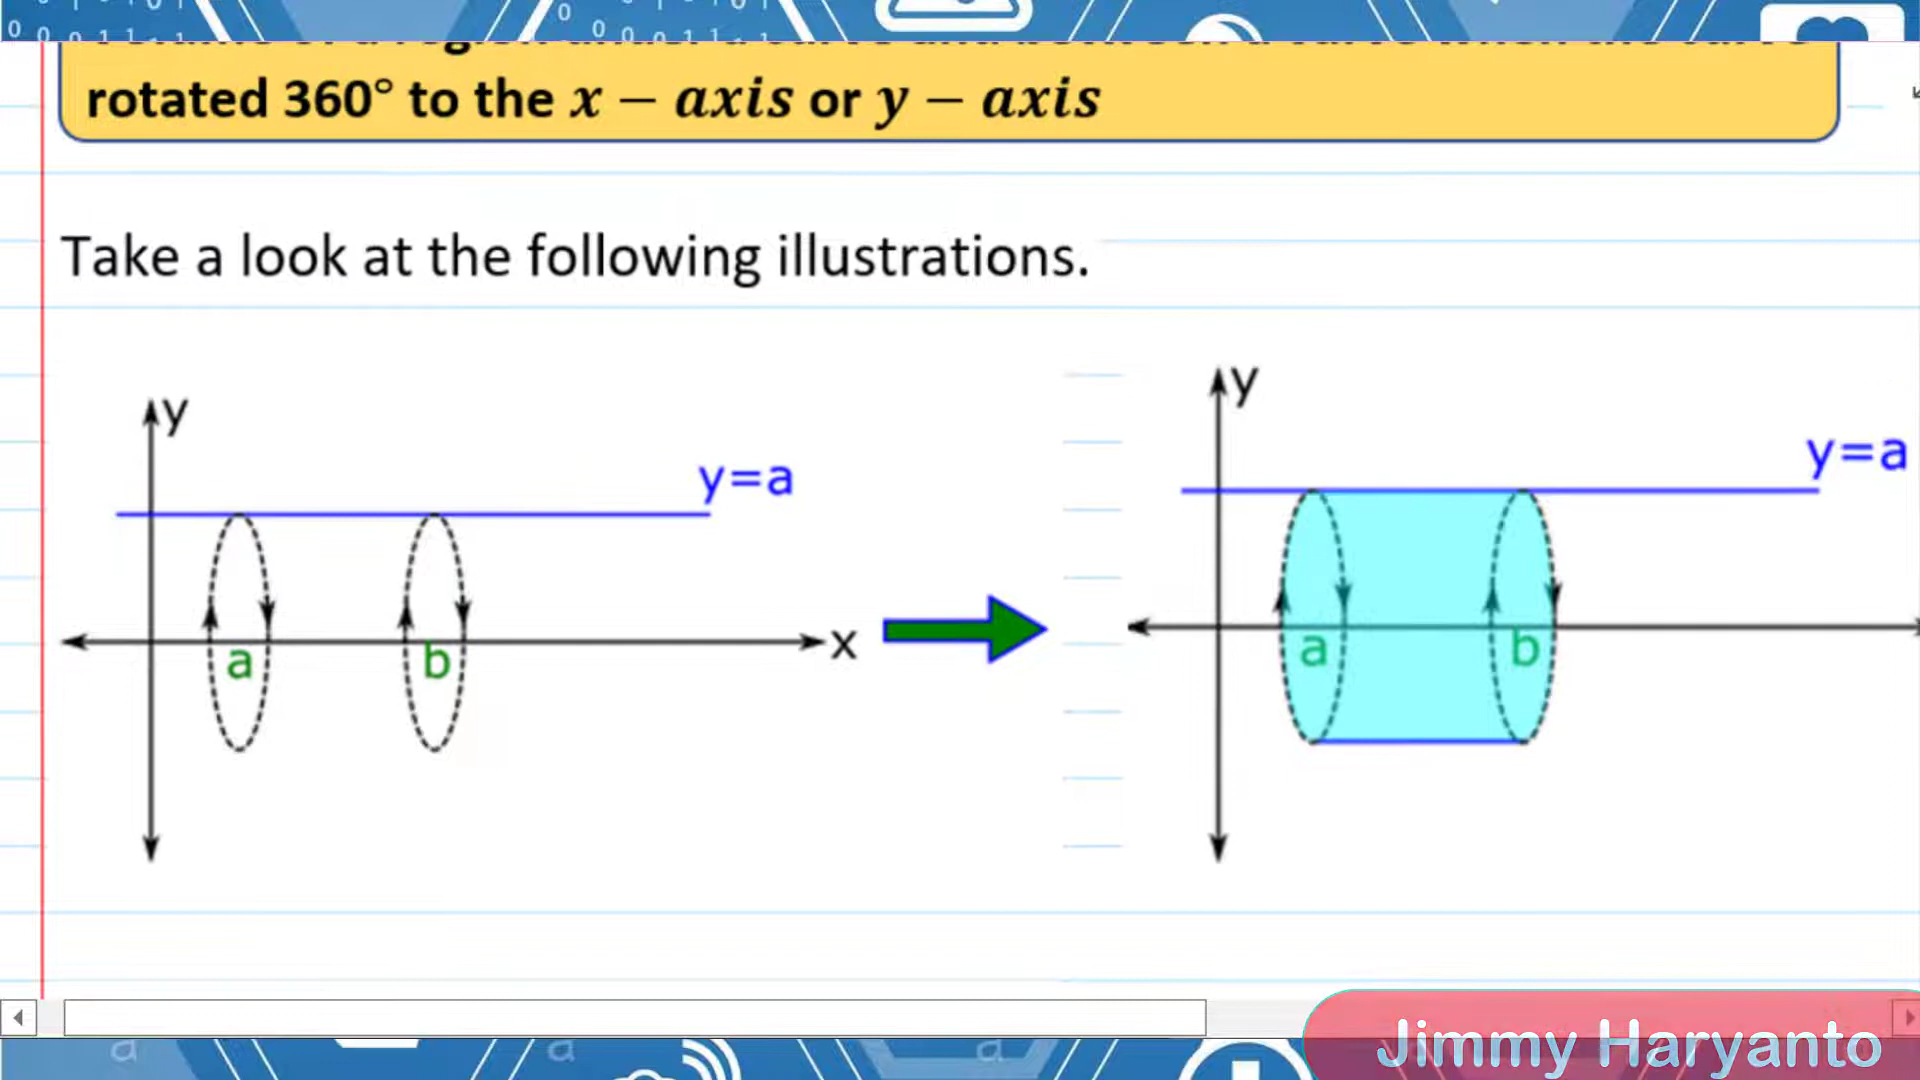 rotated 360° to the x – axis or y – axis
Take a look at the following illustrations.
y
y=a
a
b
x
y
y=a
a
b
Jimmy Haryanto